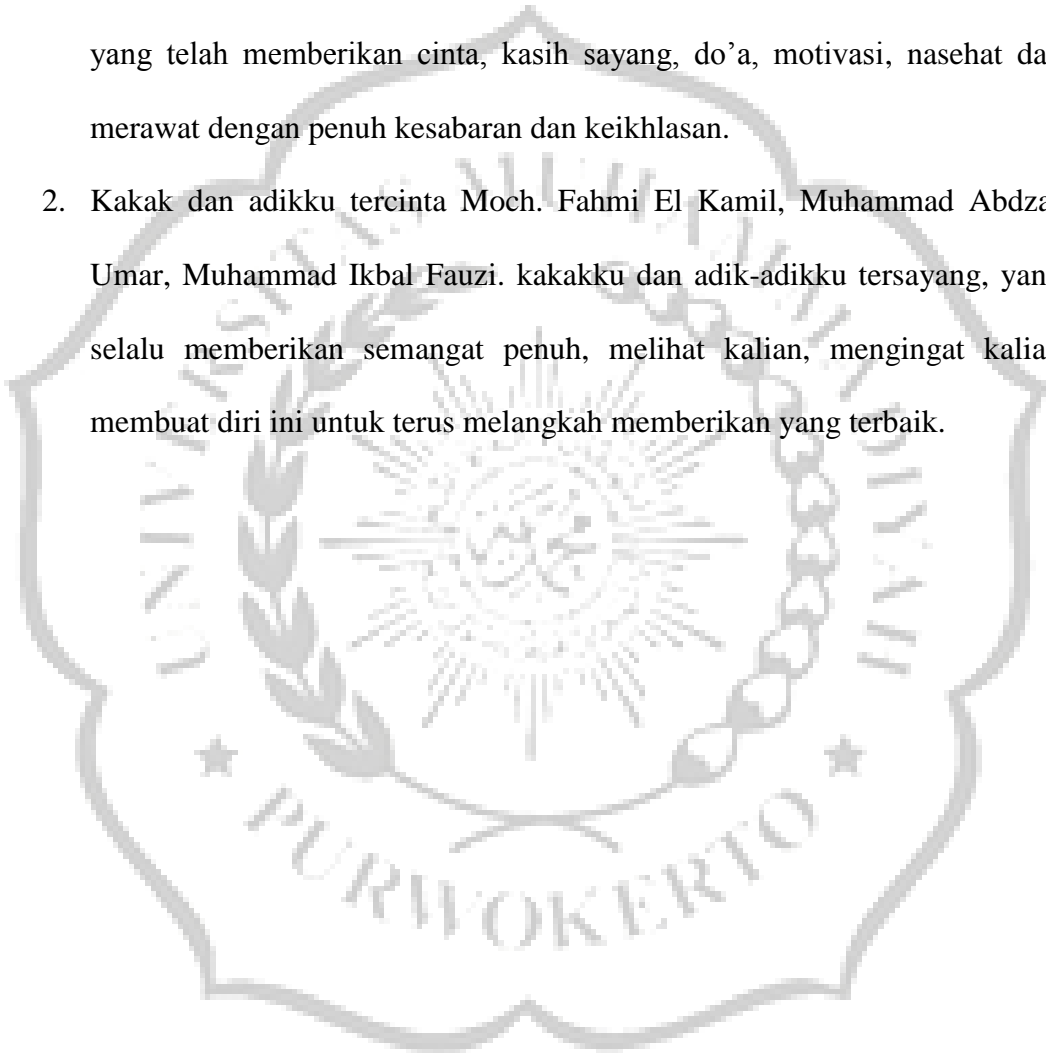 yang telah memberikan cinta, kasih sayang, do’a, motivasi, nasehat da
merawat dengan penuh kesabaran dan keikhlasan.
2. Kakak dan adikku tercinta Moch. Fahmi El Kamil, Muhammad Abdza
Umar, Muhammad Ikbal Fauzi. kakakku dan adik-adikku tersayang, yan
selalu memberikan semangat penuh, melihat kalian, mengingat kalia
membuat diri ini untuk terus melangkah memberikan yang terbaik.
UNIVERSITAS MUHAMMADIYAH
PURWOKERTO